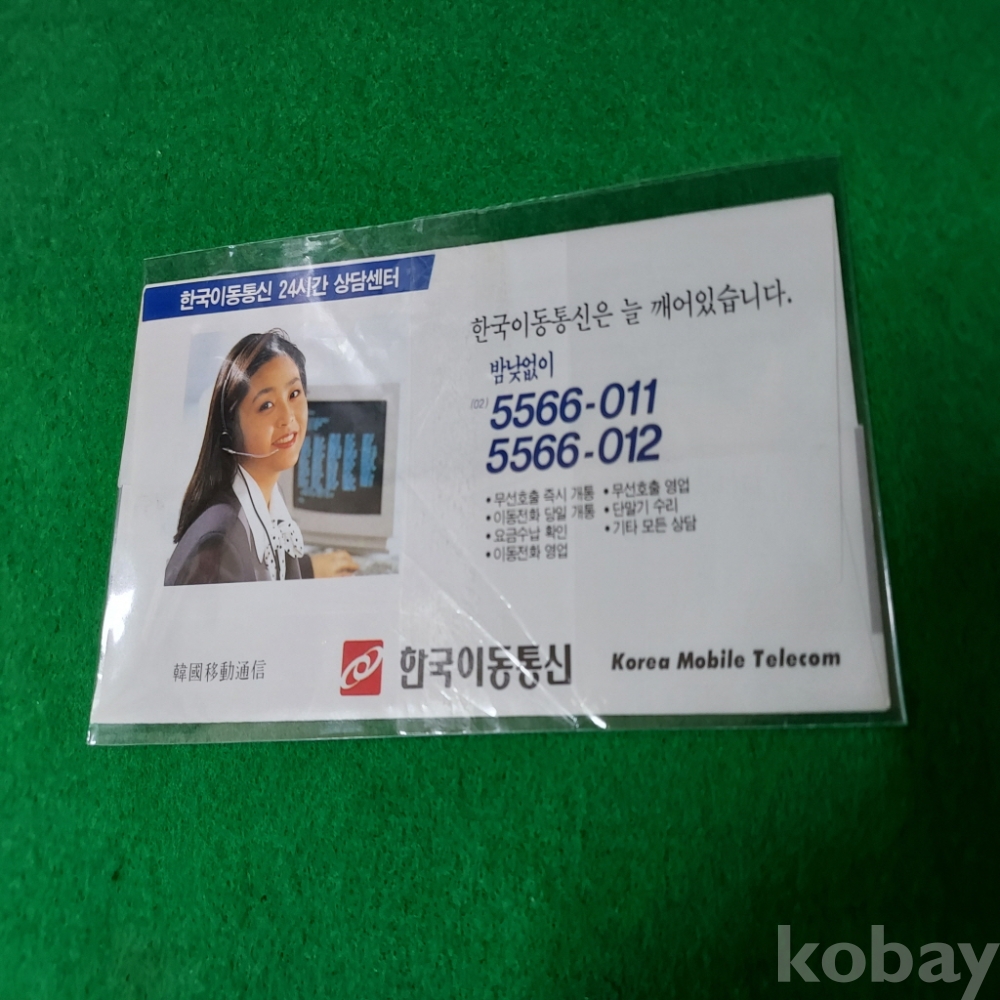 한국이동통신 24시간 상담센터
한국이동통신은 늘 깨어있습니다.
밤낮없이
(02) 5566-011
5566-012
• 무선호출 즉시 개통
• 이동전화 당일 개통
• 요금수납 확인
• 이동전화 영업
• 무선호출 영업
• 단말기 수리
• 기타 모든 상담
韓國移動通信
한국이동통신
Korea Mobile Telecom
kobay